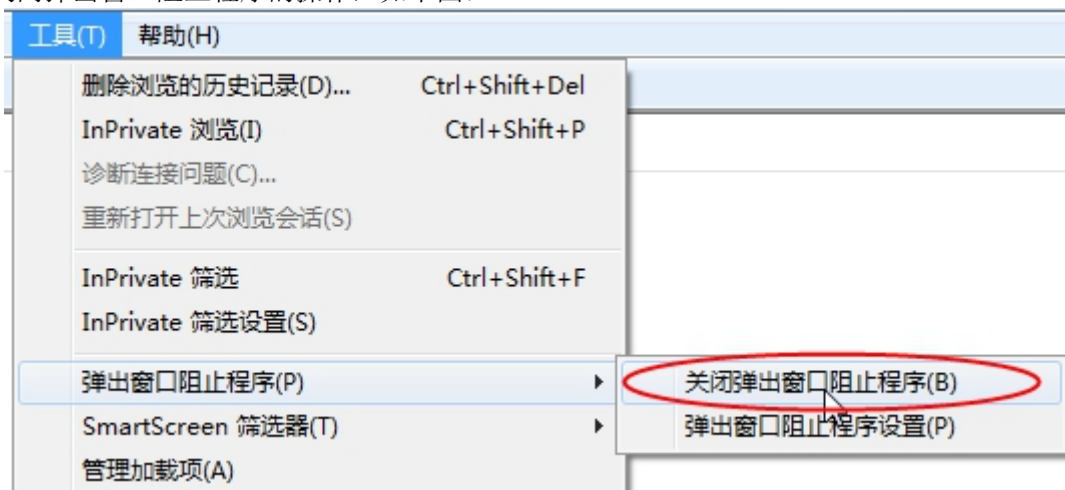 工具(T) 帮助(H)
删除浏览的历史记录(D)... Ctrl+Shift+Del
InPrivate 浏览(I) Ctrl+Shift+P
诊断连接问题(C)...
重新打开上次浏览会话(S)
InPrivate 筛选 Ctrl+Shift+F
InPrivate 筛选设置(S)
弹出窗口阻止程序(P) 关闭弹出窗口阻止程序(B)
SmartScreen 筛选器(T) 弹出窗口阻止程序设置(P)
管理加载项(A)